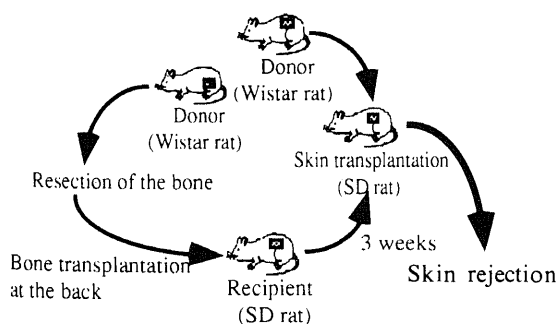 Donor
(Wistar rat)
Donor
(Wistar rat)
Skin transplantation
(SD rat)
Resection of the bone
Bone transplantation
at the back
Recipient
(SD rat)
3 weeks
Skin rejection